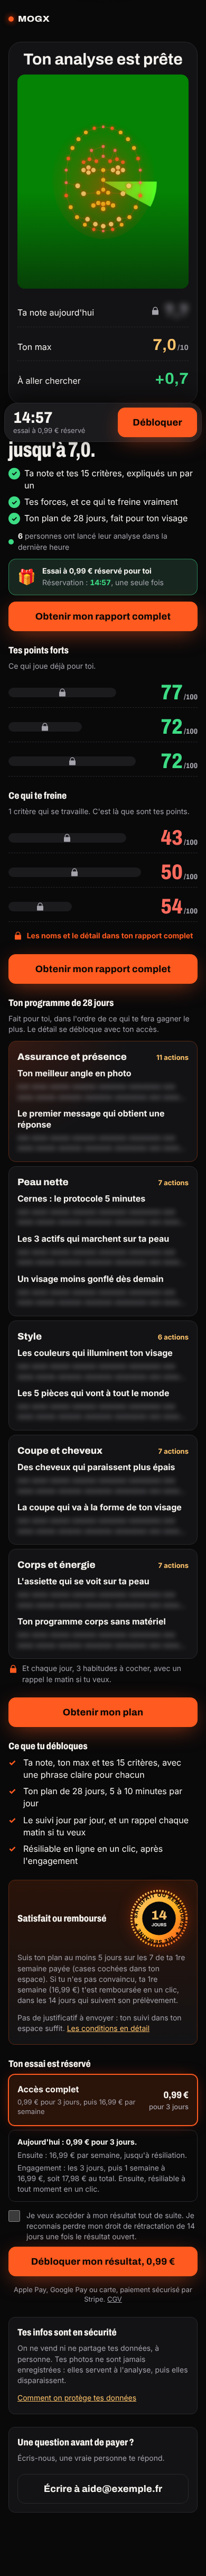 MOGX
Ton analyse est prête
Ta note aujourd'hui
Ton max
7,0/10
À aller chercher
+0,7
14:57
essai à 0,99 € réservé
Débloquer
jusqu'à 7,0.
Ta note et tes 15 critères, expliqués un par
un
Tes forces, et ce qui te freine vraiment
Ton plan de 28 jours, fait pour ton visage
6 personnes ont lancé leur analyse dans la
dernière heure
Essai à 0,99 € réservé pour toi
Réservation : 14:57, une seule fois
Obtenir mon rapport complet
Tes points forts
Ce qui joue déjà pour toi.
77/100
72/100
72/100
Ce qui te freine
1 critère qui se travaille. C'est là que sont tes points.
43/100
50/100
54/100
Les noms et le détail dans ton rapport complet
Obtenir mon rapport complet
Ton programme de 28 jours
Fait pour toi, dans l'ordre de ce qui te fera gagner le
plus. Le détail se débloque avec ton accès.
Assurance et présence
11 actions
Ton meilleur angle en photo
Le premier message qui obtient une
réponse
Peau nette
7 actions
Cernes : le protocole 5 minutes
Les 3 actifs qui marchent sur ta peau
Un visage moins gonflé dès demain
Style
6 actions
Les couleurs qui illuminent ton visage
Les 5 pièces qui vont à tout le monde
Coupe et cheveux
7 actions
Des cheveux qui paraissent plus épais
La coupe qui va à la forme de ton visage
Corps et énergie
7 actions
L'assiette qui se voit sur ta peau
Ton programme corps sans matériel
Et chaque jour, 3 habitudes à cocher, avec un
rappel le matin si tu veux.
Obtenir mon plan
Ce que tu débloques
Ta note, ton max et tes 15 critères, avec
une phrase claire pour chacun
Ton plan de 28 jours, 5 à 10 minutes par
jour
Le suivi jour par jour, et un rappel chaque
matin si tu veux
Résiliable en ligne en un clic, après
l'engagement
Satisfait ou remboursé
14
JOURS
Suis ton plan au moins 5 jours sur les 7 de ta 1re
semaine payée (cases cochées dans ton
espace). Si tu n'es pas convaincu, ta 1re
semaine (16,99 €) t'est remboursée en un clic,
dans les 14 jours qui suivent son prélèvement.
Pas de justificatif à envoyer : ton suivi dans ton
espace suffit. Les conditions en détail
Ton essai est réservé
Accès complet
0,99 € pour 3 jours, puis 16,99 € par
semaine
0,99 €
pour 3 jours
Aujourd'hui : 0,99 € pour 3 jours.
Ensuite : 16,99 € par semaine, jusqu'à résiliation.
Engagement : les 3 jours, puis 1 semaine à
16,99 €, soit 17,98 € au total. Ensuite, résiliable à
tout moment en un clic.
Je veux accéder à mon résultat tout de suite. Je
reconnais perdre mon droit de rétractation de 14
jours une fois le résultat ouvert.
Débloquer mon résultat, 0,99 €
Apple Pay, Google Pay ou carte, paiement sécurisé par
Stripe. CGV
Tes infos sont en sécurité
On ne vend ni ne partage tes données, à
personne. Tes photos ne sont jamais
enregistrées : elles servent à l'analyse, puis elles
disparaissent.
Comment on protège tes données
Une question avant de payer ?
Écris-nous, une vraie personne te répond.
Écrire à aide@exemple.fr